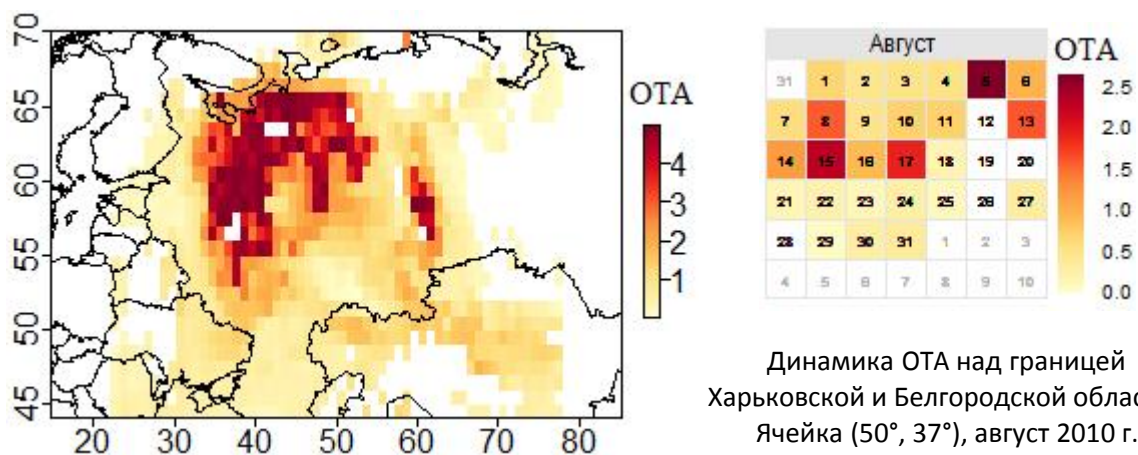 70
65
60
55
50
45
20 30 40 50 60 70 80
ОТА
4
3
2
1
Август
31 1 2 3 4 5 6
7 8 9 10 11 12 13
14 15 16 17 18 19 20
21 22 23 24 25 26 27
28 29 30 31 1 2 3
4 5 6 7 8 9 10
ОТА
2.5
2.0
1.5
1.0
0.5
0.0
Динамика ОТА над границей
Харьковской и Белгородской облас
Ячейка (50°, 37°), август 2010 г.